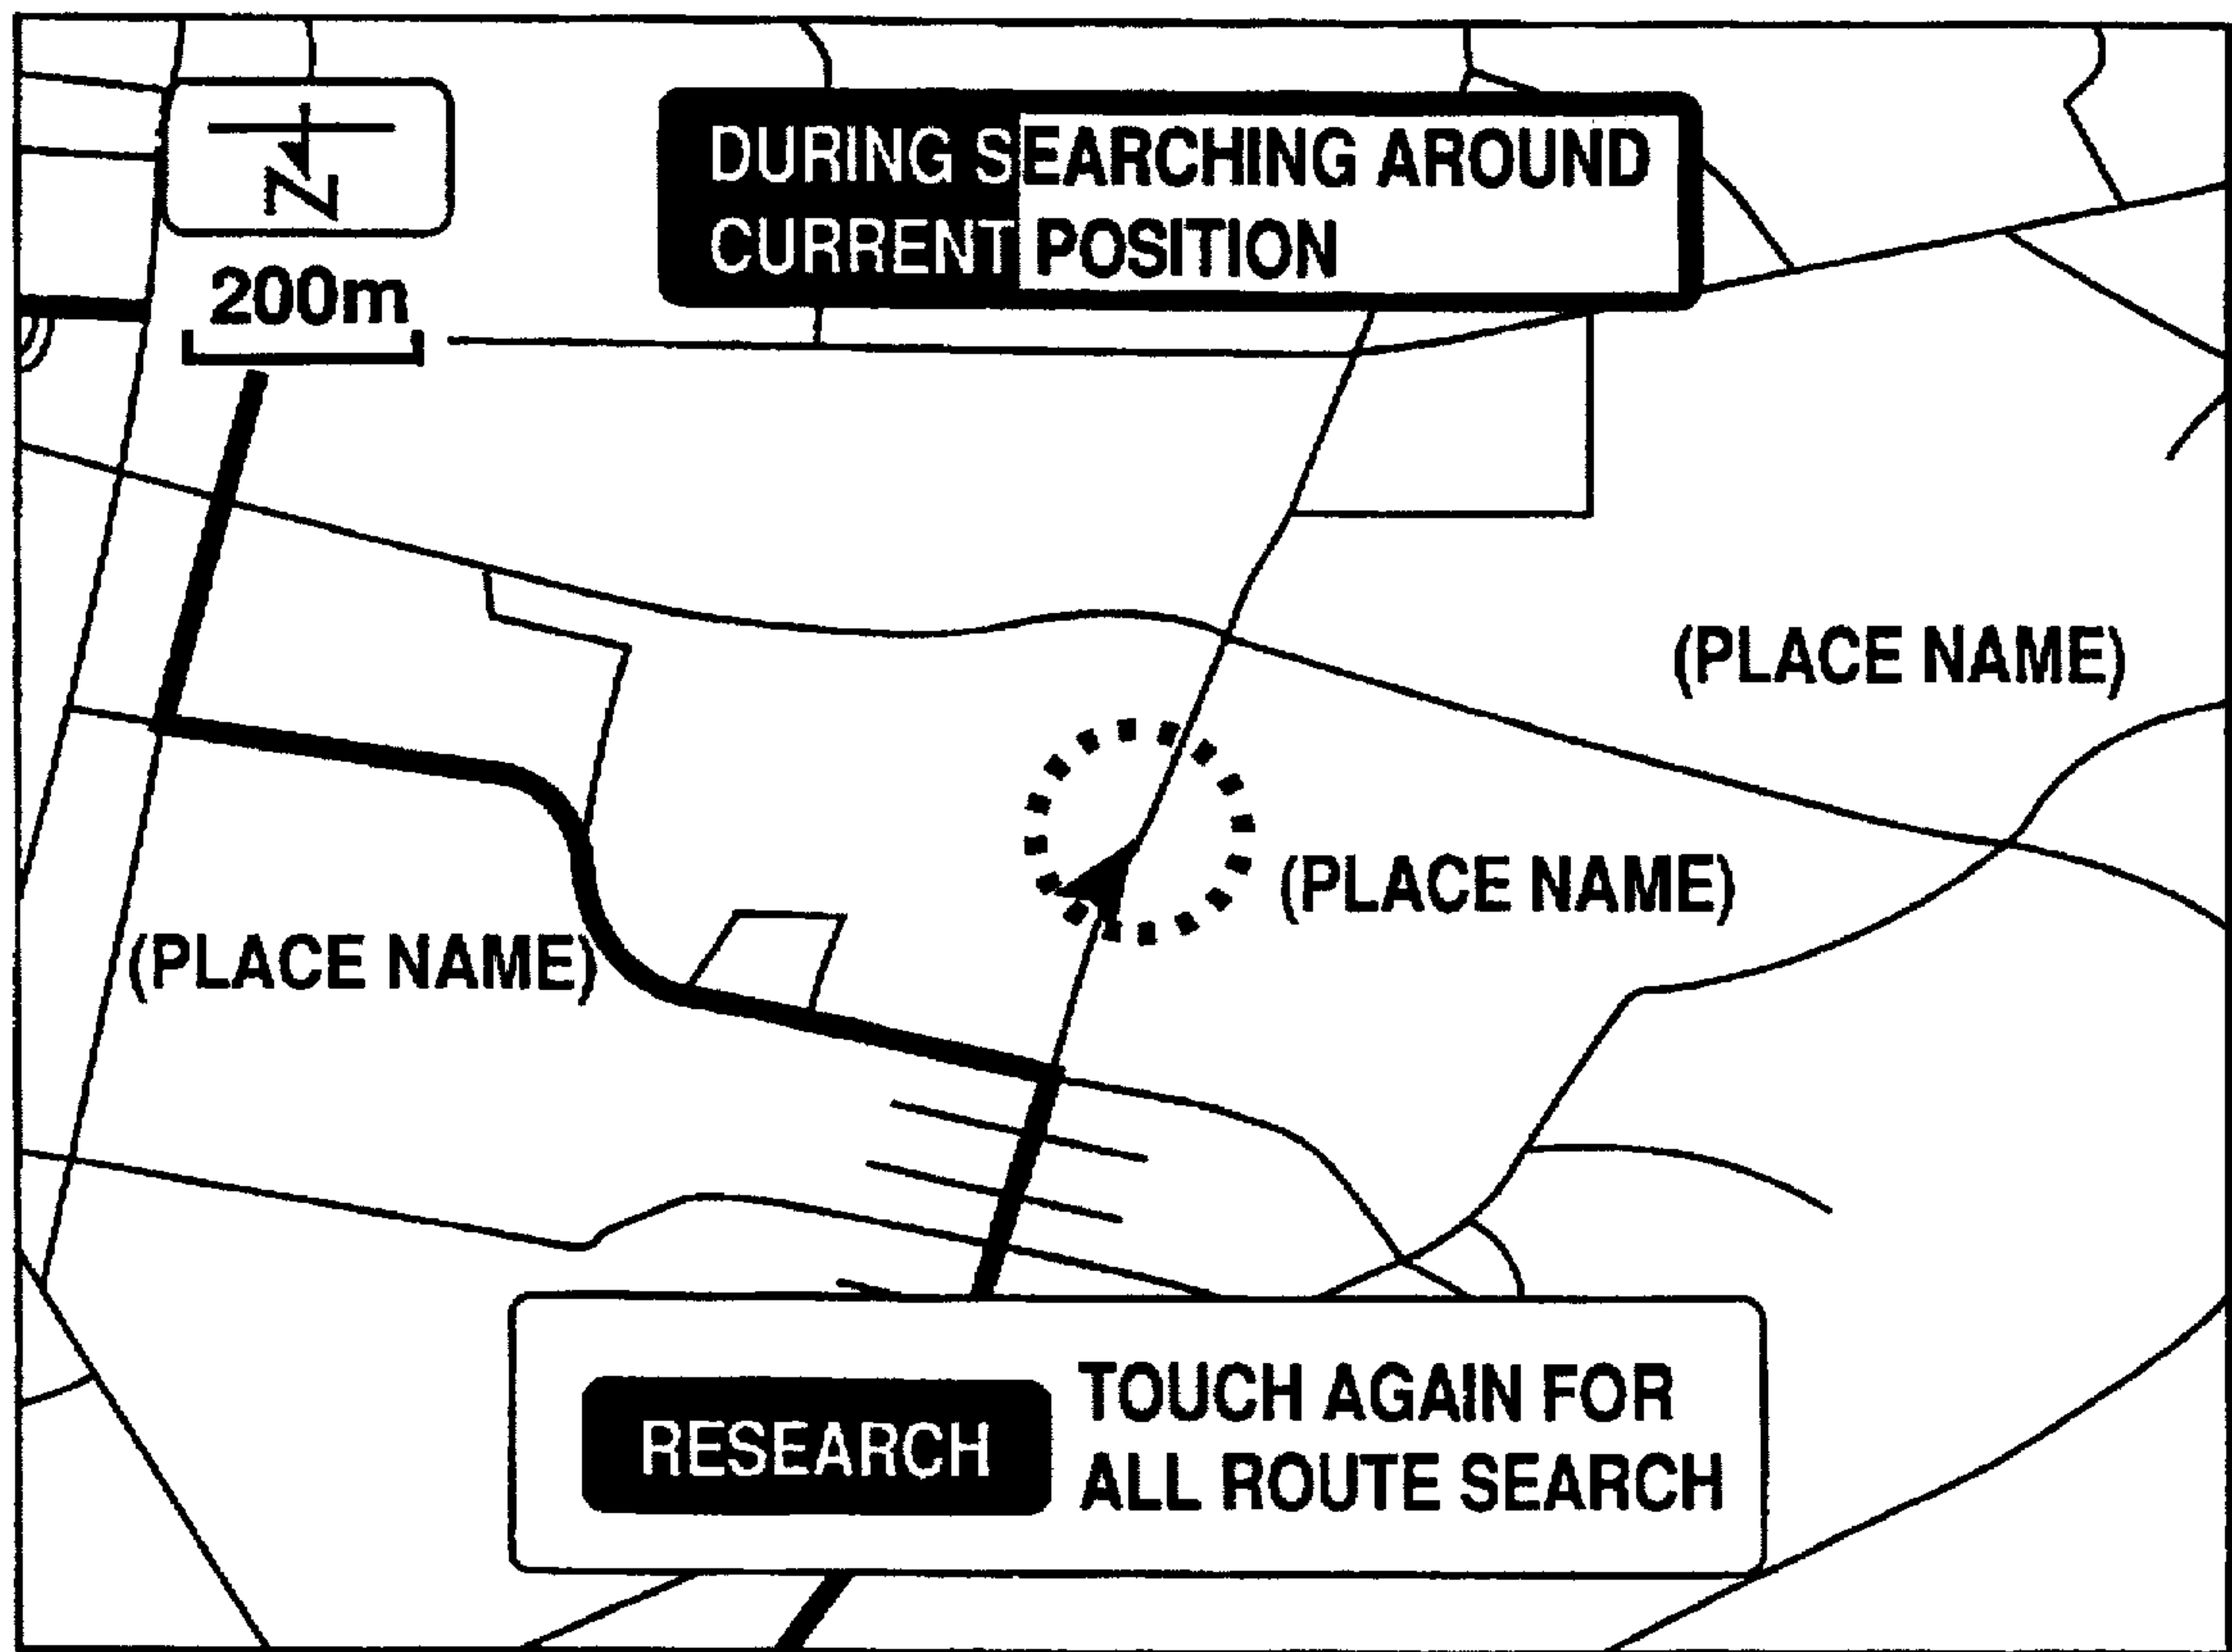 N
200m
DURING SEARCHING AROUND
CURRENT POSITION
(PLACE NAME)
(PLACE NAME)
(PLACE NAME)
RESEARCH
TOUCH AGAIN FOR
ALL ROUTE SEARCH